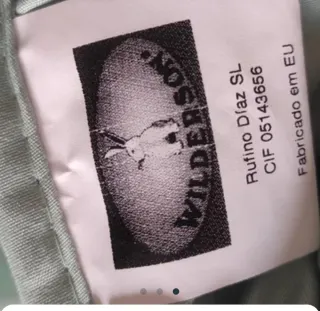 WILDERSON.
Rufino Díaz SL
CIF 05143656
Fabricado em EU